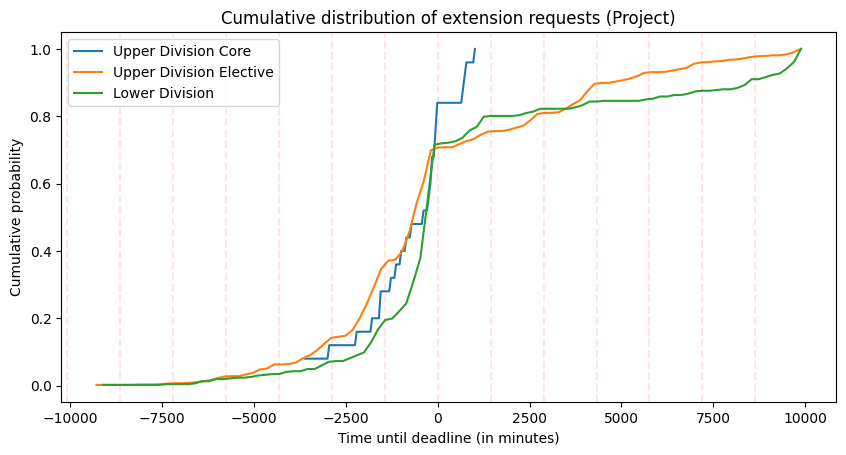 Cumulative distribution of extension requests (Project)
Upper Division Core
Upper Division Elective
Lower Division
Cumulative probability
1.0
0.8
0.6
0.4
0.2
0.0
−10000 −7500 −5000 −2500 0 2500 5000 7500 10000
Time until deadline (in minutes)